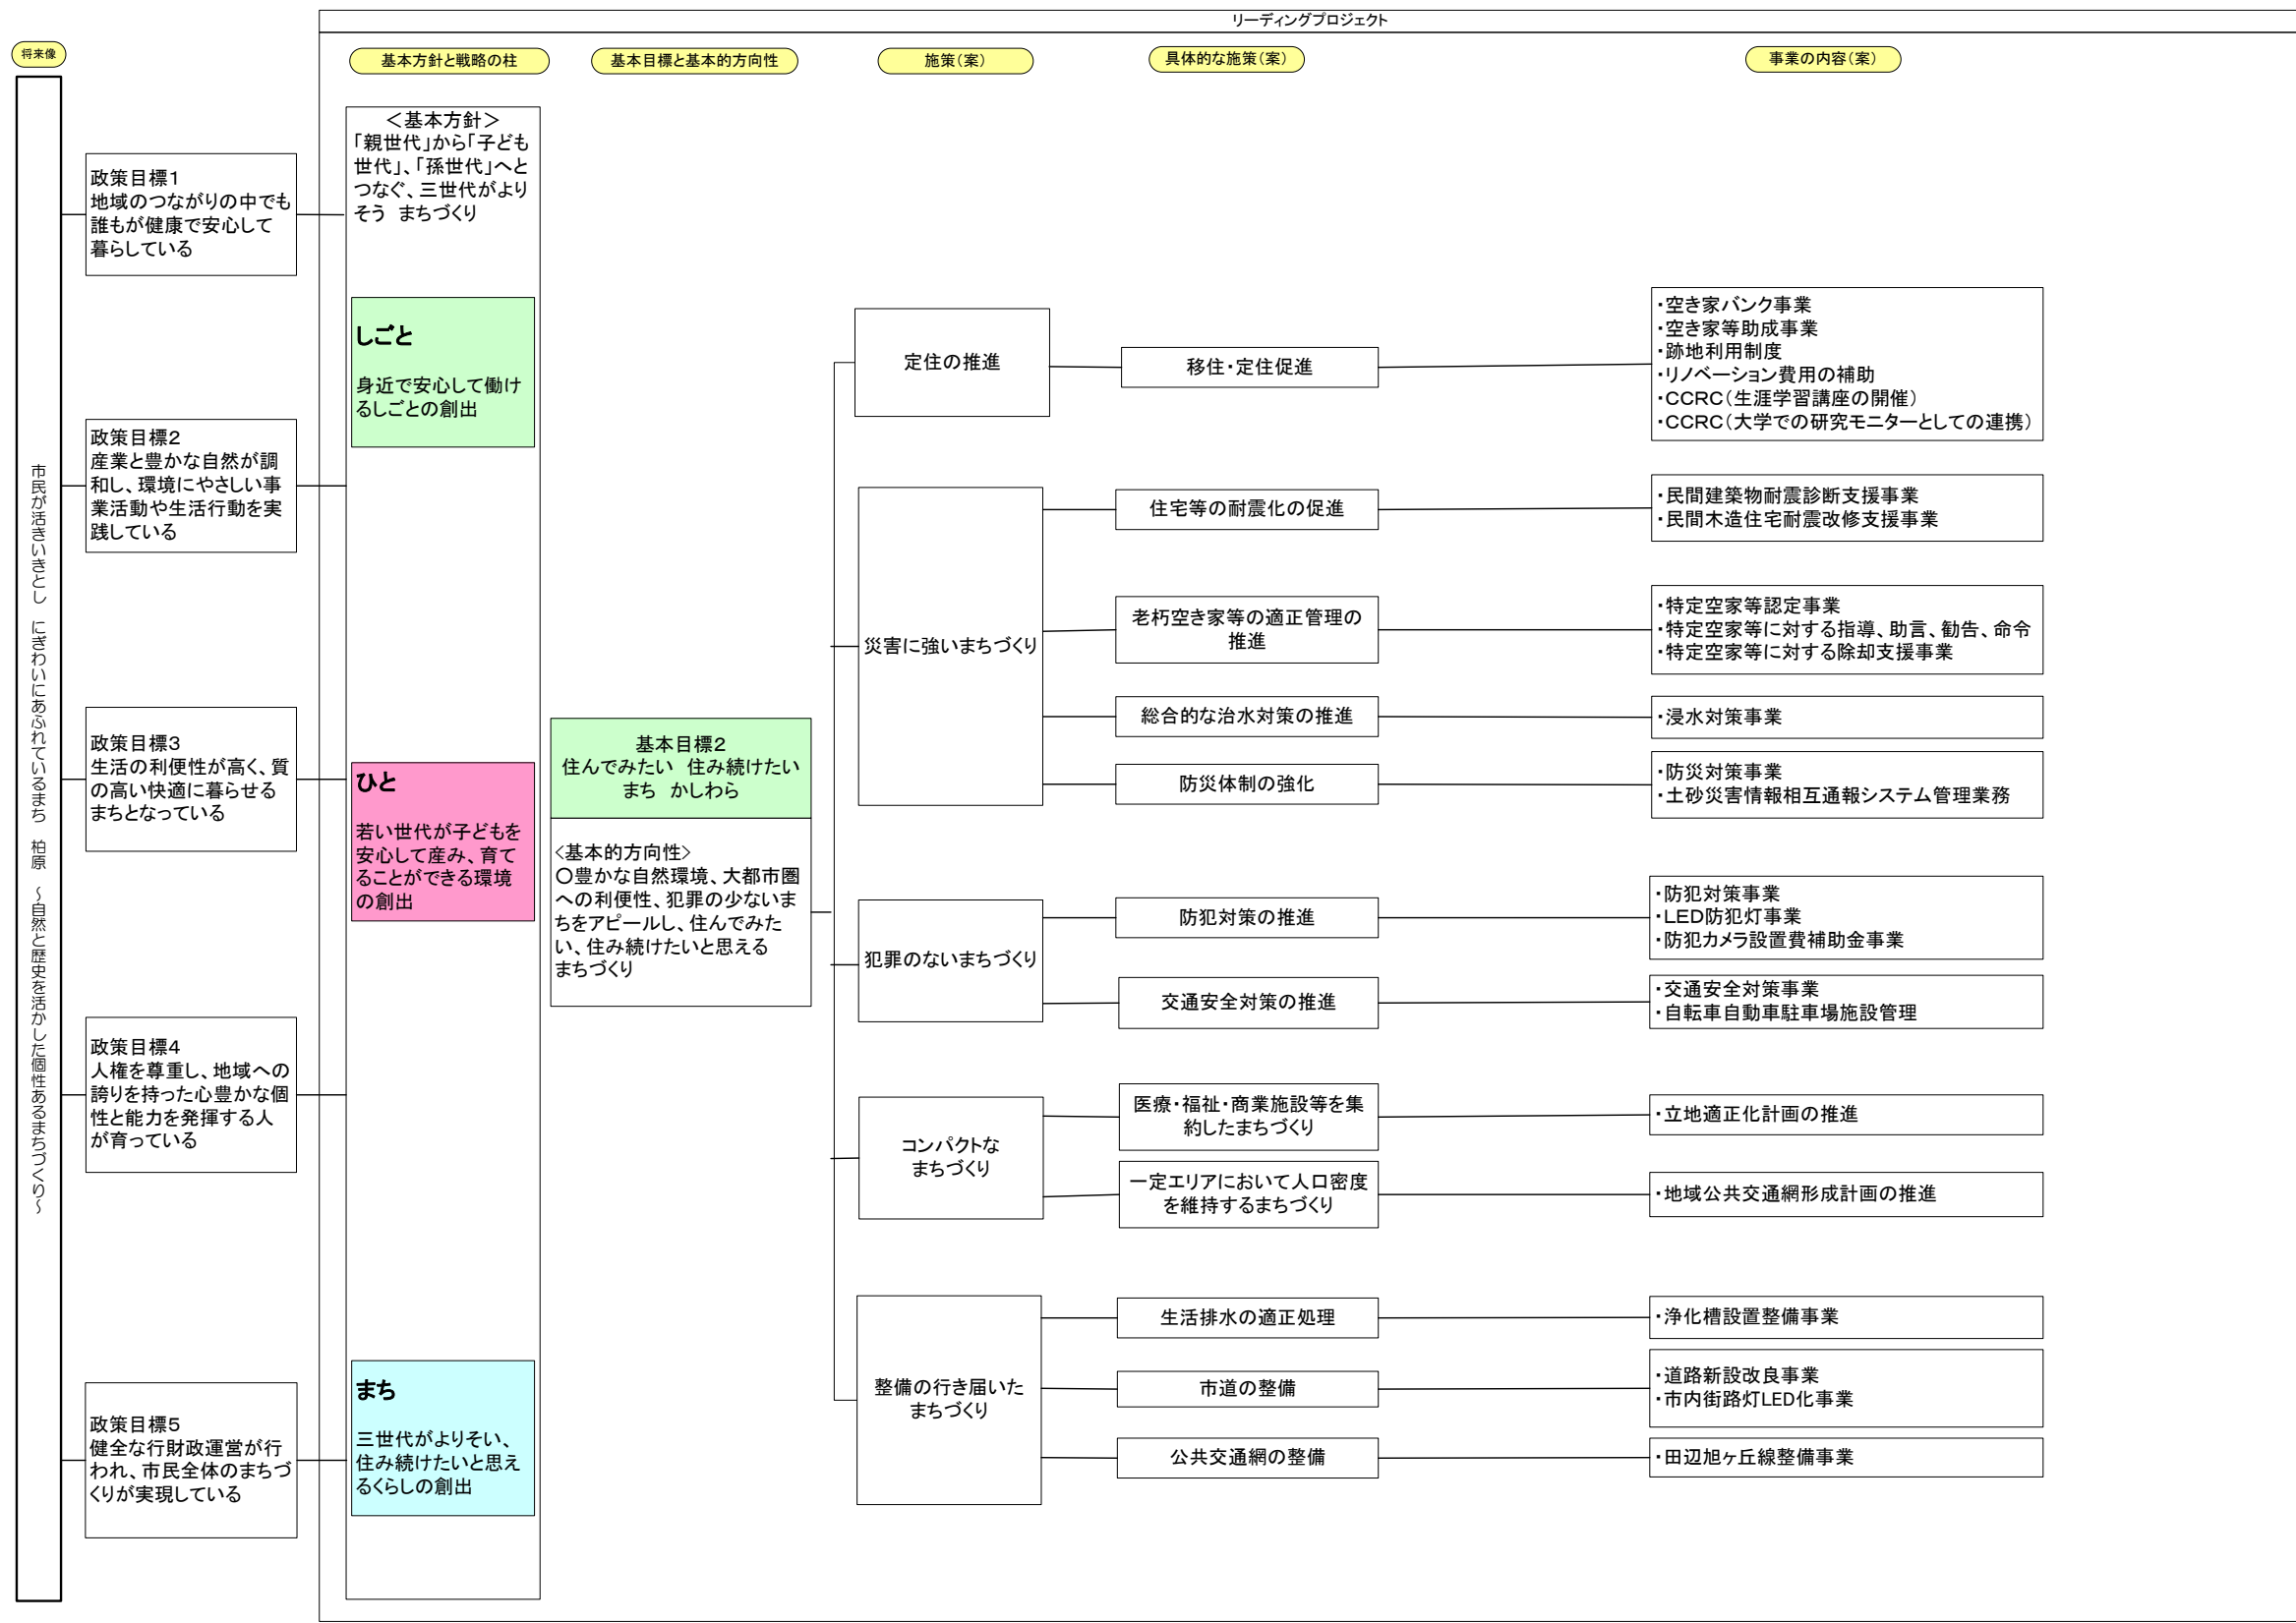 リーディングプロジェクト
将来像
基本方針と戦略の柱
基本目標と基本的方向性
施策(案)
具体的な施策(案)
事業の内容(案)
市民が活きいきとし　にぎわいにあふれているまち　柏原　～自然と歴史を活かした個性あるまちづくり～
政策目標1
地域のつながりの中でも
誰もが健康で安心して
暮らしている
政策目標2
産業と豊かな自然が調
和し、環境にやさしい事
業活動や生活行動を実
践している
政策目標3
生活の利便性が高く、質
の高い快適に暮らせる
まちとなっている
政策目標4
人権を尊重し、地域への
誇りを持った心豊かな個
性と能力を発揮する人
が育っている
政策目標5
健全な行財政運営が行
われ、市民全体のまちづ
くりが実現している
＜基本方針＞
「親世代」から「子ども
世代」、「孫世代」へと
つなぐ、三世代がより
そう　まちづくり
しごと
身近で安心して働け
るしごとの創出
ひと
若い世代が子どもを
安心して産み、育て
ることができる環境
の創出
まち
三世代がよりそい、
住み続けたいと思え
るくらしの創出
基本目標2
住んでみたい　住み続けたい
まち　かしわら
<基本的方向性>
○豊かな自然環境、大都市圏
への利便性、犯罪の少ないま
ちをアピールし、住んでみた
い、住み続けたいと思える
まちづくり
定住の推進
移住・定住促進
・空き家バンク事業
・空き家等助成事業
・跡地利用制度
・リノベーション費用の補助
・CCRC(生涯学習講座の開催)
・CCRC(大学での研究モニターとしての連携)
災害に強いまちづくり
住宅等の耐震化の促進
・民間建築物耐震診断支援事業
・民間木造住宅耐震改修支援事業
老朽空き家等の適正管理の
推進
・特定空家等認定事業
・特定空家等に対する指導、助言、勧告、命令
・特定空家等に対する除却支援事業
総合的な治水対策の推進
・浸水対策事業
防災体制の強化
・防災対策事業
・土砂災害情報相互通報システム管理業務
犯罪のないまちづくり
防犯対策の推進
・防犯対策事業
・LED防犯灯事業
・防犯カメラ設置費補助金事業
交通安全対策の推進
・交通安全対策事業
・自転車自動車駐車場施設管理
コンパクトな
まちづくり
医療・福祉・商業施設等を集
約したまちづくり
・立地適正化計画の推進
一定エリアにおいて人口密度
を維持するまちづくり
・地域公共交通網形成計画の推進
整備の行き届いた
まちづくり
生活排水の適正処理
・浄化槽設置整備事業
市道の整備
・道路新設改良事業
・市内街路灯LED化事業
公共交通網の整備
・田辺旭ヶ丘線整備事業